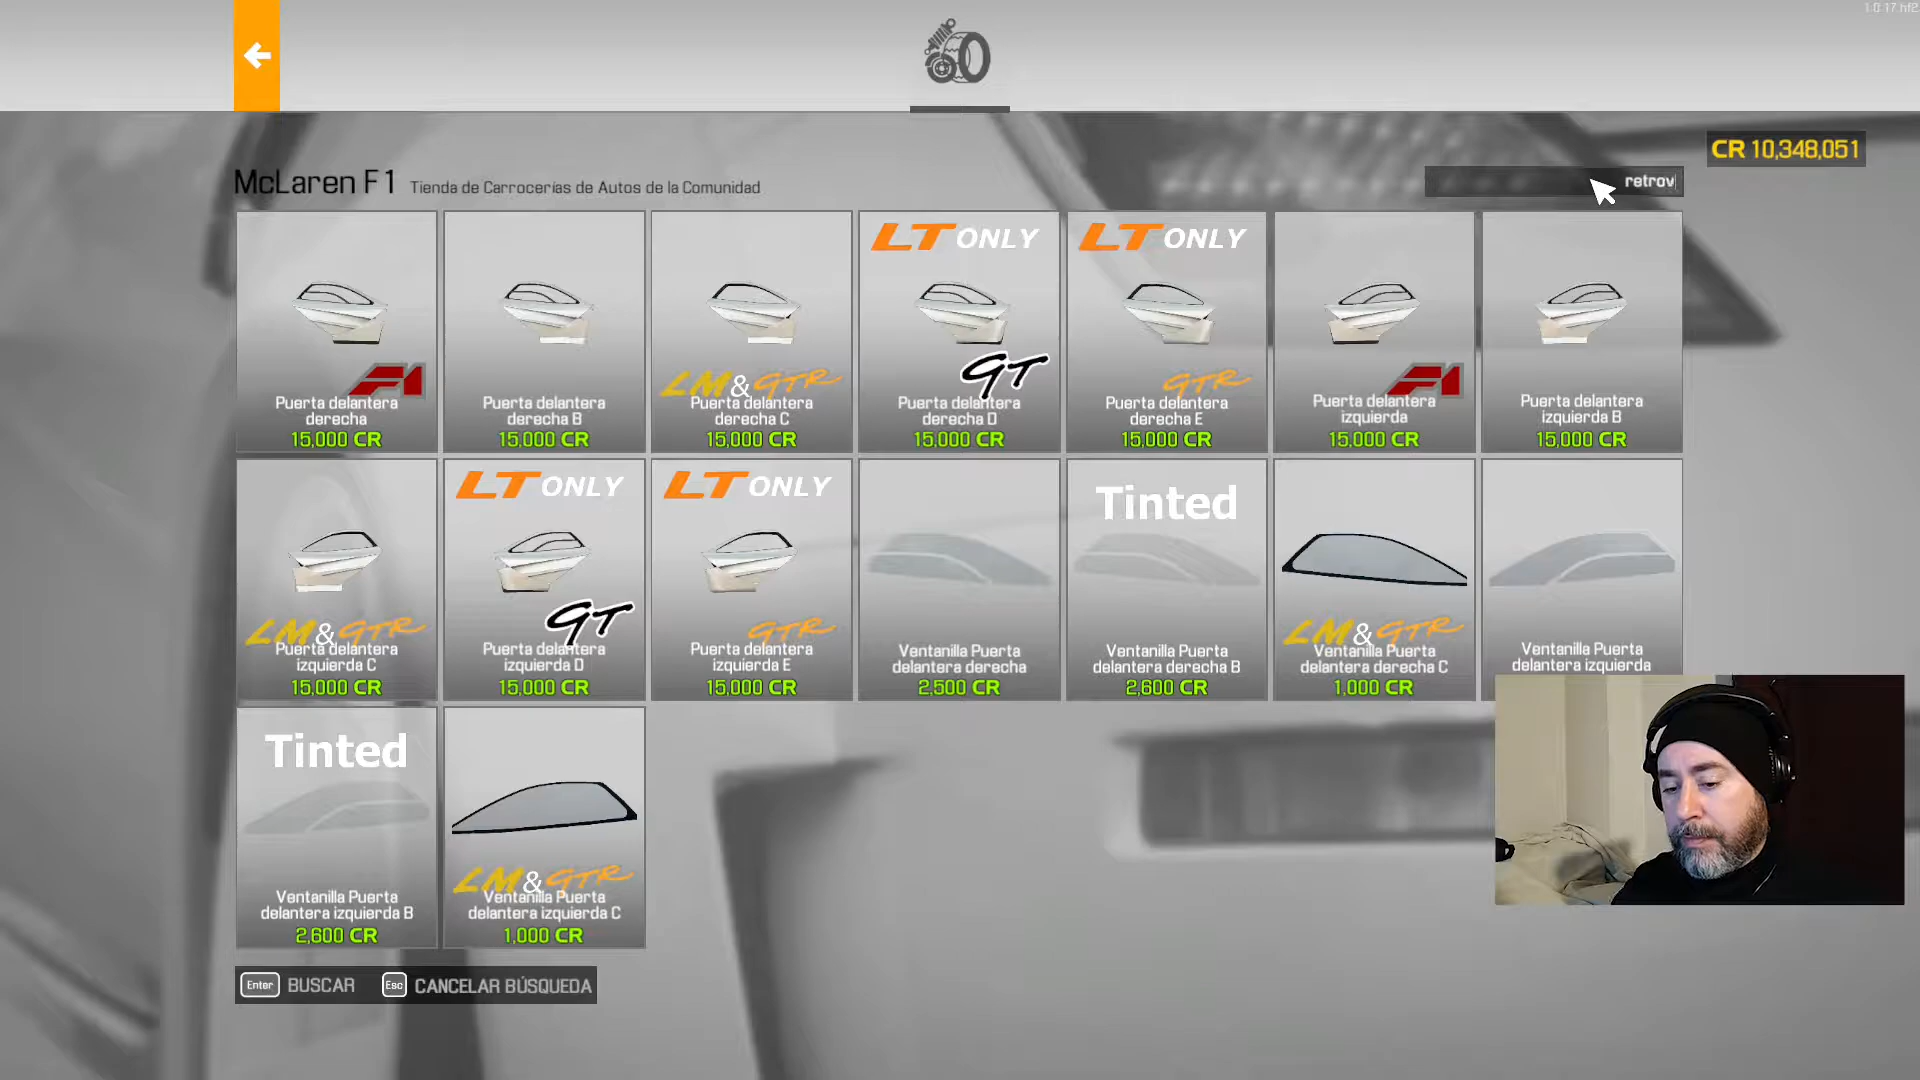 1.0.17.hf2
CR 10,348,051
McLaren F1 Tienda de Carrocerías de Autos de la Comunidad
retrov
F1
Puerta delantera
derecha
15,000 CR
Puerta delantera
derecha B
15,000 CR
LM & GTR
Puerta delantera
derecha C
15,000 CR
LT ONLY
GT
Puerta delantera
derecha D
15,000 CR
LT ONLY
GTR
Puerta delantera
derecha E
15,000 CR
F1
Puerta delantera
izquierda
15,000 CR
Puerta delantera
izquierda B
15,000 CR
LM & GTR
Puerta delantera
izquierda C
15,000 CR
LT ONLY
GT
Puerta delantera
izquierda D
15,000 CR
LT ONLY
GTR
Puerta delantera
izquierda E
15,000 CR
Ventanilla Puerta
delantera derecha
2,500 CR
Tinted
Ventanilla Puerta
delantera derecha B
2,600 CR
LM & GTR
Ventanilla Puerta
delantera derecha C
1,000 CR
Ventanilla Puerta
delantera izquierda
Tinted
Ventanilla Puerta
delantera izquierda B
2,600 CR
LM & GTR
Ventanilla Puerta
delantera izquierda C
1,000 CR
Enter BUSCAR Esc CANCELAR BÚSQUEDA